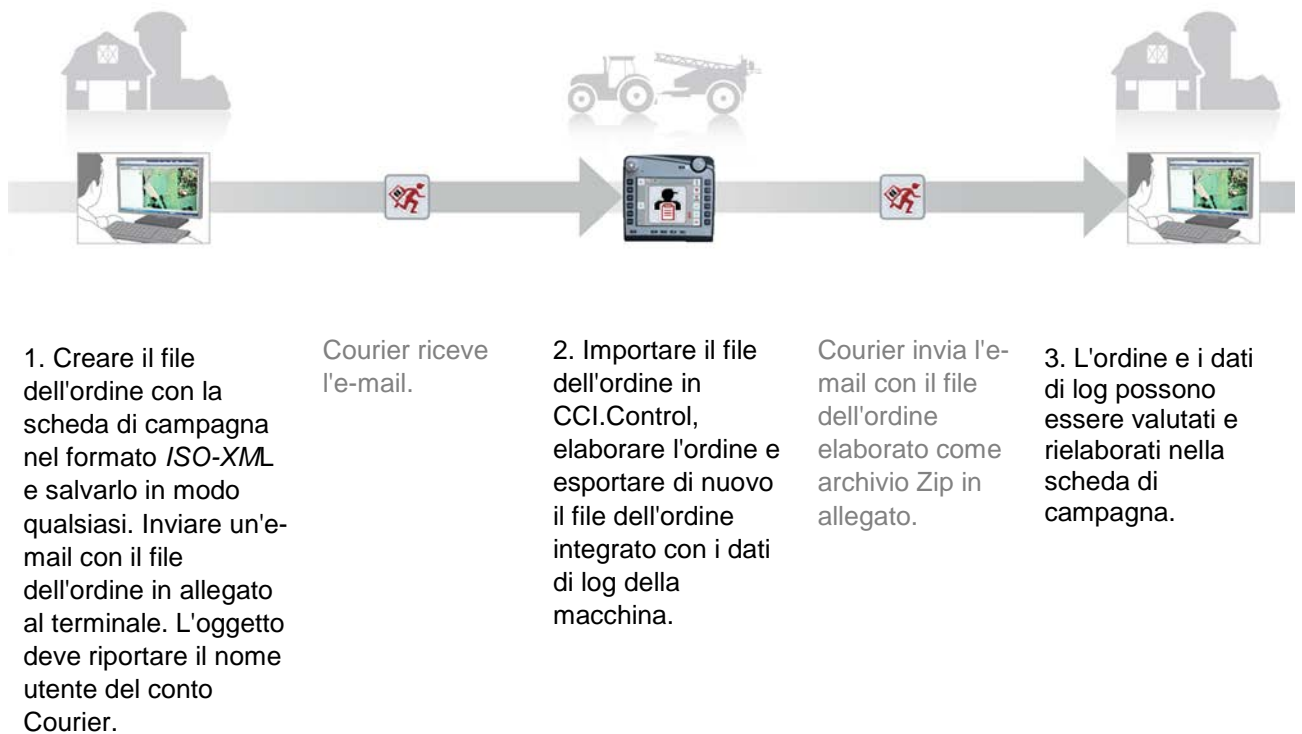 1. Creare il file
dell'ordine con la
scheda di campagna
nel formato ISO-XML
e salvarlo in modo
qualsiasi. Inviare un'e-
mail con il file
dell'ordine in allegato
al terminale. L'oggetto
deve riportare il nome
utente del conto
Courier.
Courier riceve
l'e-mail.
2. Importare il file
dell'ordine in
CCI.Control,
elaborare l'ordine e
esportare di nuovo
il file dell'ordine
integrato con i dati
di log della
macchina.
Courier invia l'e-
mail con il file
dell'ordine
elaborato come
archivio Zip in
allegato.
3. L'ordine e i dati
di log possono
essere valutati e
rielaborati nella
scheda di
campagna.